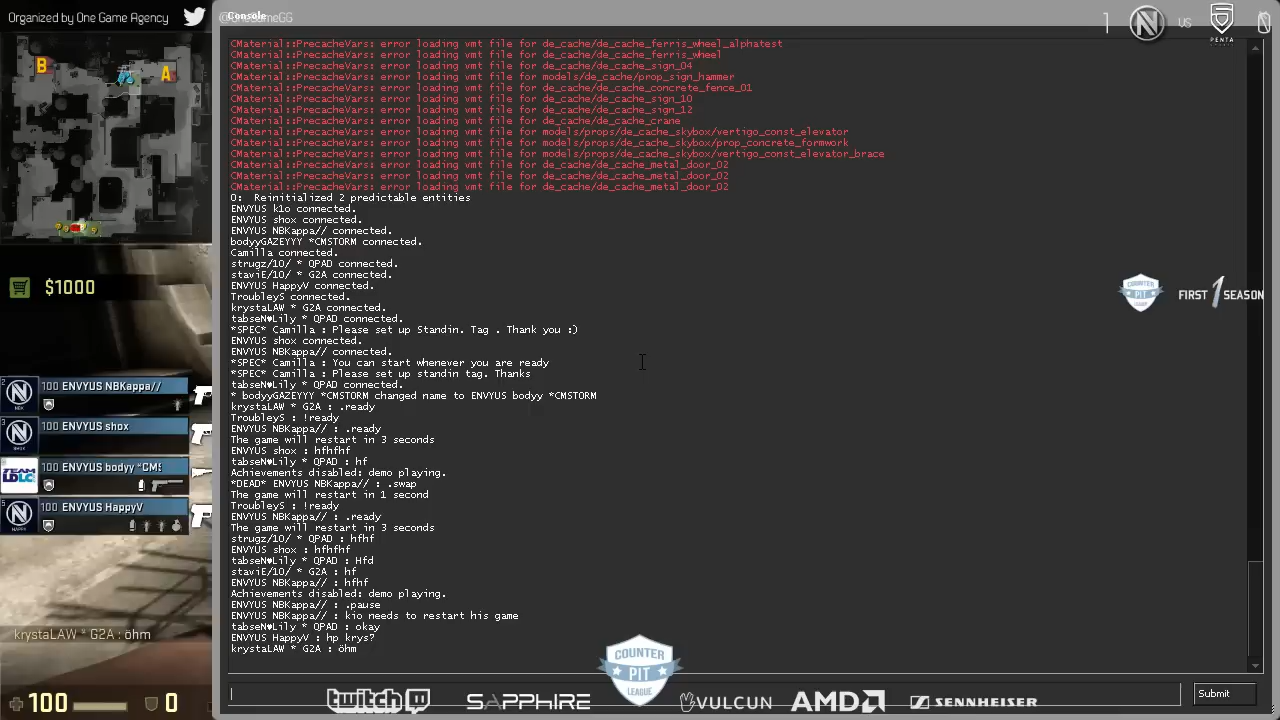 Organized by One Game Agency
Console
@OneGameGG
1
US
PENTA
0
B
A
$1000
100 ENVYUS NBKappa//
100 ENVYUS shox
100 ENVYUS bodyy *CMS
TEAM
LDLC
100 ENVYUS HappyV
krystaLAW * G2A : öhm
100
0
CMaterial::PrecacheVars: error loading vmt file for de_cache/de_cache_ferris_wheel_alphatest
CMaterial::PrecacheVars: error loading vmt file for de_cache/de_cache_ferris_wheel
CMaterial::PrecacheVars: error loading vmt file for de_cache/de_cache_sign_04
CMaterial::PrecacheVars: error loading vmt file for models/de_cache/prop_sign_hammer
CMaterial::PrecacheVars: error loading vmt file for de_cache/de_cache_concrete_fence_01
CMaterial::PrecacheVars: error loading vmt file for de_cache/de_cache_sign_10
CMaterial::PrecacheVars: error loading vmt file for de_cache/de_cache_sign_12
CMaterial::PrecacheVars: error loading vmt file for de_cache/de_cache_crane
CMaterial::PrecacheVars: error loading vmt file for models/props/de_cache_skybox/vertigo_const_elevator
CMaterial::PrecacheVars: error loading vmt file for models/props/de_cache_skybox/prop_concrete_formwork
CMaterial::PrecacheVars: error loading vmt file for models/props/de_cache_skybox/vertigo_const_elevator_brace
CMaterial::PrecacheVars: error loading vmt file for de_cache/de_cache_metal_door_02
CMaterial::PrecacheVars: error loading vmt file for de_cache/de_cache_metal_door_02
CMaterial::PrecacheVars: error loading vmt file for de_cache/de_cache_metal_door_02
0: Reinitialized 2 predictable entities
ENVYUS k1o connected.
ENVYUS shox connected.
ENVYUS NBKappa// connected.
bodyyGAZEYYY *CMSTORM connected.
Camilla connected.
strugz/10/ * QPAD connected.
staviE/10/ * G2A connected.
ENVYUS HappyV connected.
TroubleyS connected.
krystaLAW * G2A connected.
tabseN♥Lily * QPAD connected.
*SPEC* Camilla : Please set up Standin. Tag . Thank you :)
ENVYUS shox connected.
ENVYUS NBKappa// connected.
*SPEC* Camilla : You can start whenever you are ready
*SPEC* Camilla : Please set up standin tag. Thanks
tabseN♥Lily * QPAD connected.
* bodyyGAZEYYY *CMSTORM changed name to ENVYUS bodyy *CMSTORM
krystaLAW * G2A : .ready
TroubleyS : !ready
ENVYUS NBKappa// : .ready
The game will restart in 3 seconds
ENVYUS shox : hfhfhf
tabseN♥Lily * QPAD : hf
Achievements disabled: demo playing.
*DEAD* ENVYUS NBKappa// : .swap
The game will restart in 1 second
TroubleyS : !ready
ENVYUS NBKappa// : .ready
The game will restart in 3 seconds
strugz/10/ * QPAD : hfhf
ENVYUS shox : hfhfhf
tabseN♥Lily * QPAD : Hfd
staviE/10/ * G2A : hf
ENVYUS NBKappa// : hfhf
Achievements disabled: demo playing.
ENVYUS NBKappa// : .pause
ENVYUS NBKappa// : kio needs to restart his game
tabseN♥Lily * QPAD : okay
ENVYUS HappyV : hp krys?
krystaLAW * G2A : öhm
FIRST 1 SEASON
COUNTER
PIT
LEAGUE
twitch
SAPPHIRE
VULCUN
AMD
SENNHEISER
Submit